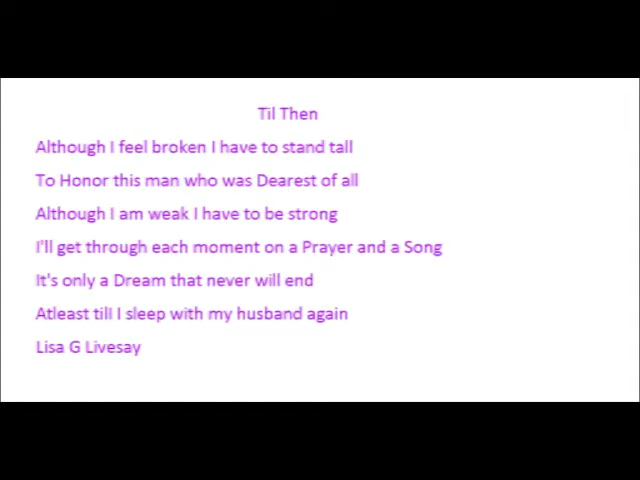 Til Then
Although I feel broken I have to stand tall
To Honor this man who was Dearest of all
Although I am weak I have to be strong
I'll get through each moment on a Prayer and a Song
It's only a Dream that never will end
Atleast till I sleep with my husband again
Lisa G Livesay